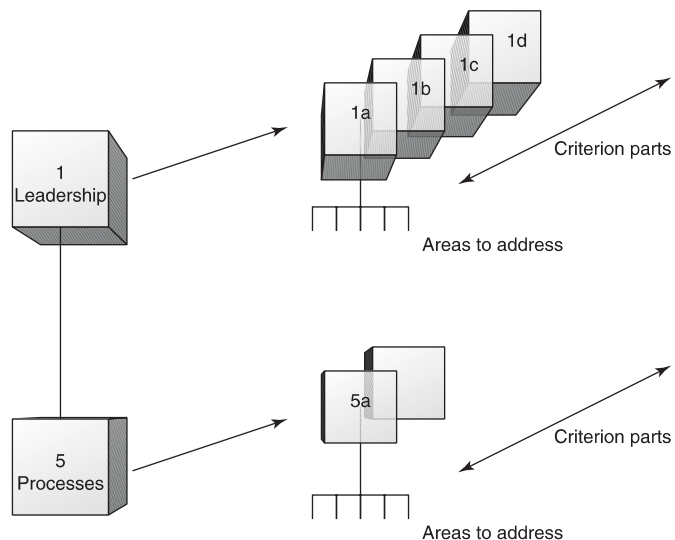 1d
1c
1b
1a
1
Leadership
Criterion parts
Areas to address
5a
5
Processes
Criterion parts
Areas to address